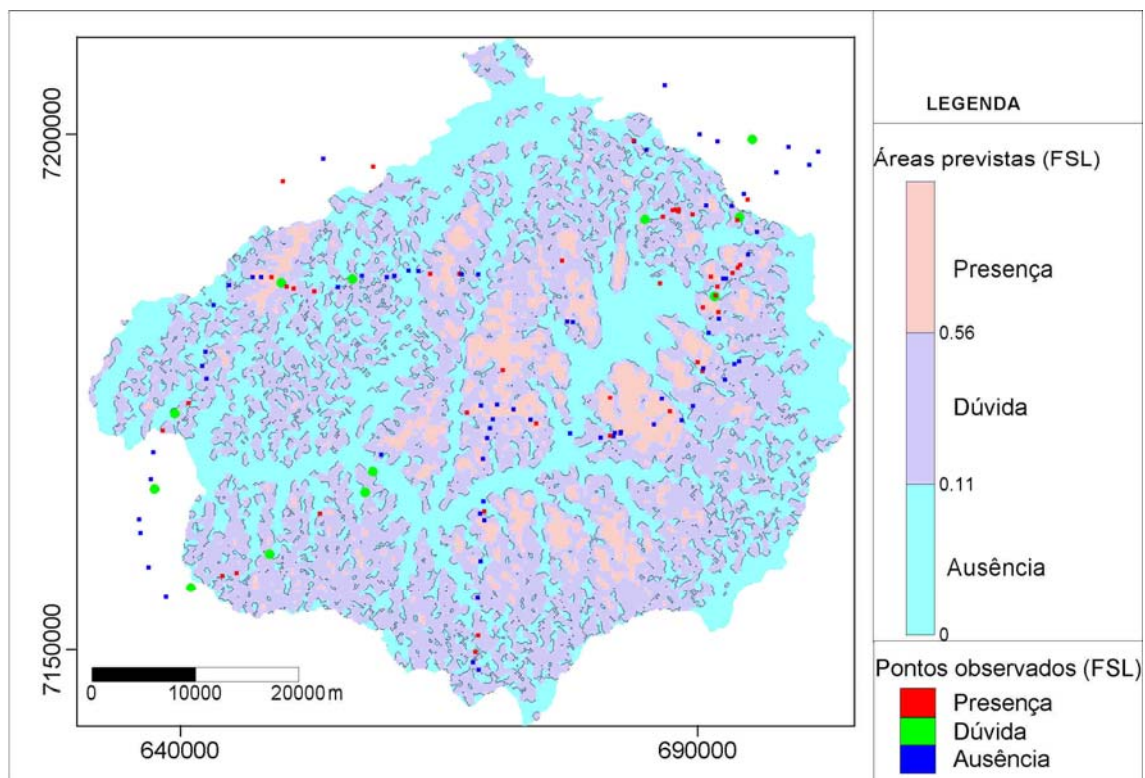 7200000
7150000
640000
690000
0
10000
20000 m
LEGENDA
Áreas previstas (FSL)
Presença
0.56
Dúvida
0.11
Ausência
0
Pontos observados (FSL)
Presença
Dúvida
Ausência